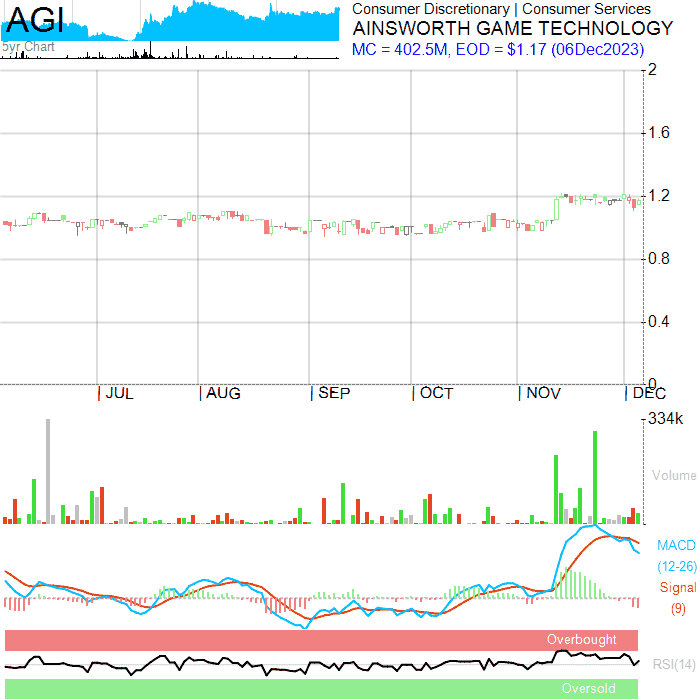 AGI
5yr Chart
Consumer Discretionary | Consumer Services
AINSWORTH GAME TECHNOLOGY
MC = 402.5M, EOD = $1.17 (06Dec2023)
2
1.6
1.2
0.8
0.4
0
JUL
AUG
SEP
OCT
NOV
DEC
334k
Volume
MACD
(12-26)
Signal
(9)
Overbought
RSI(14)
Oversold